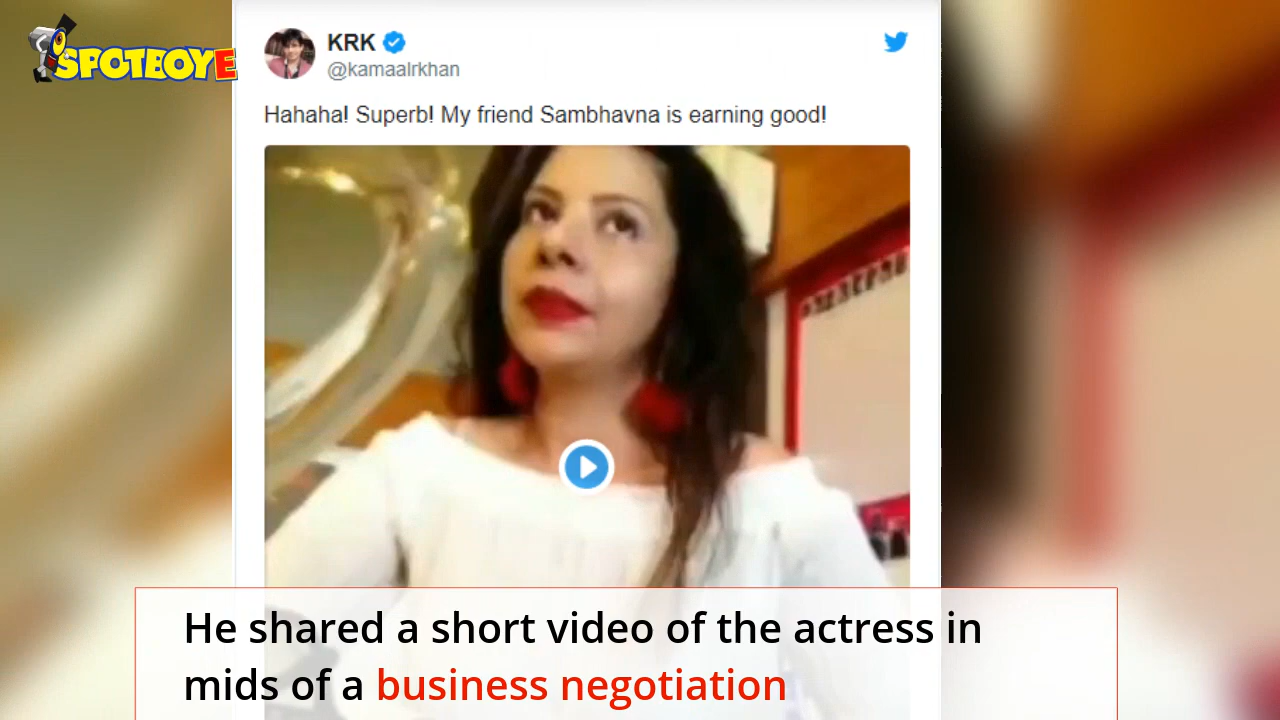 SPOTBOYE
KRK
@kamaalrkhan
Hahaha! Superb! My friend Sambhavna is earning good!
He shared a short video of the actress in
mids of a business negotiation